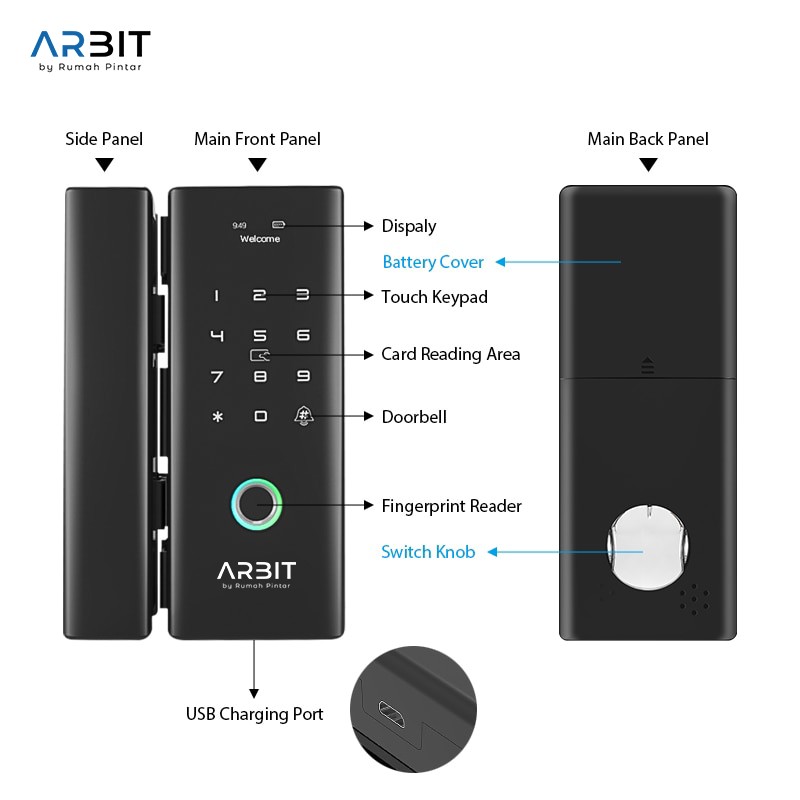 ARBIT
by Rumah Pintar
Side Panel
Main Front Panel
Main Back Panel
949
Welcome
Dispaly
Battery Cover
1 2 3
Touch Keypad
4 5 6
Card Reading Area
7 8 9
* 0 #
Doorbell
Fingerprint Reader
Switch Knob
ARBIT
by Rumah Pintar
USB Charging Port